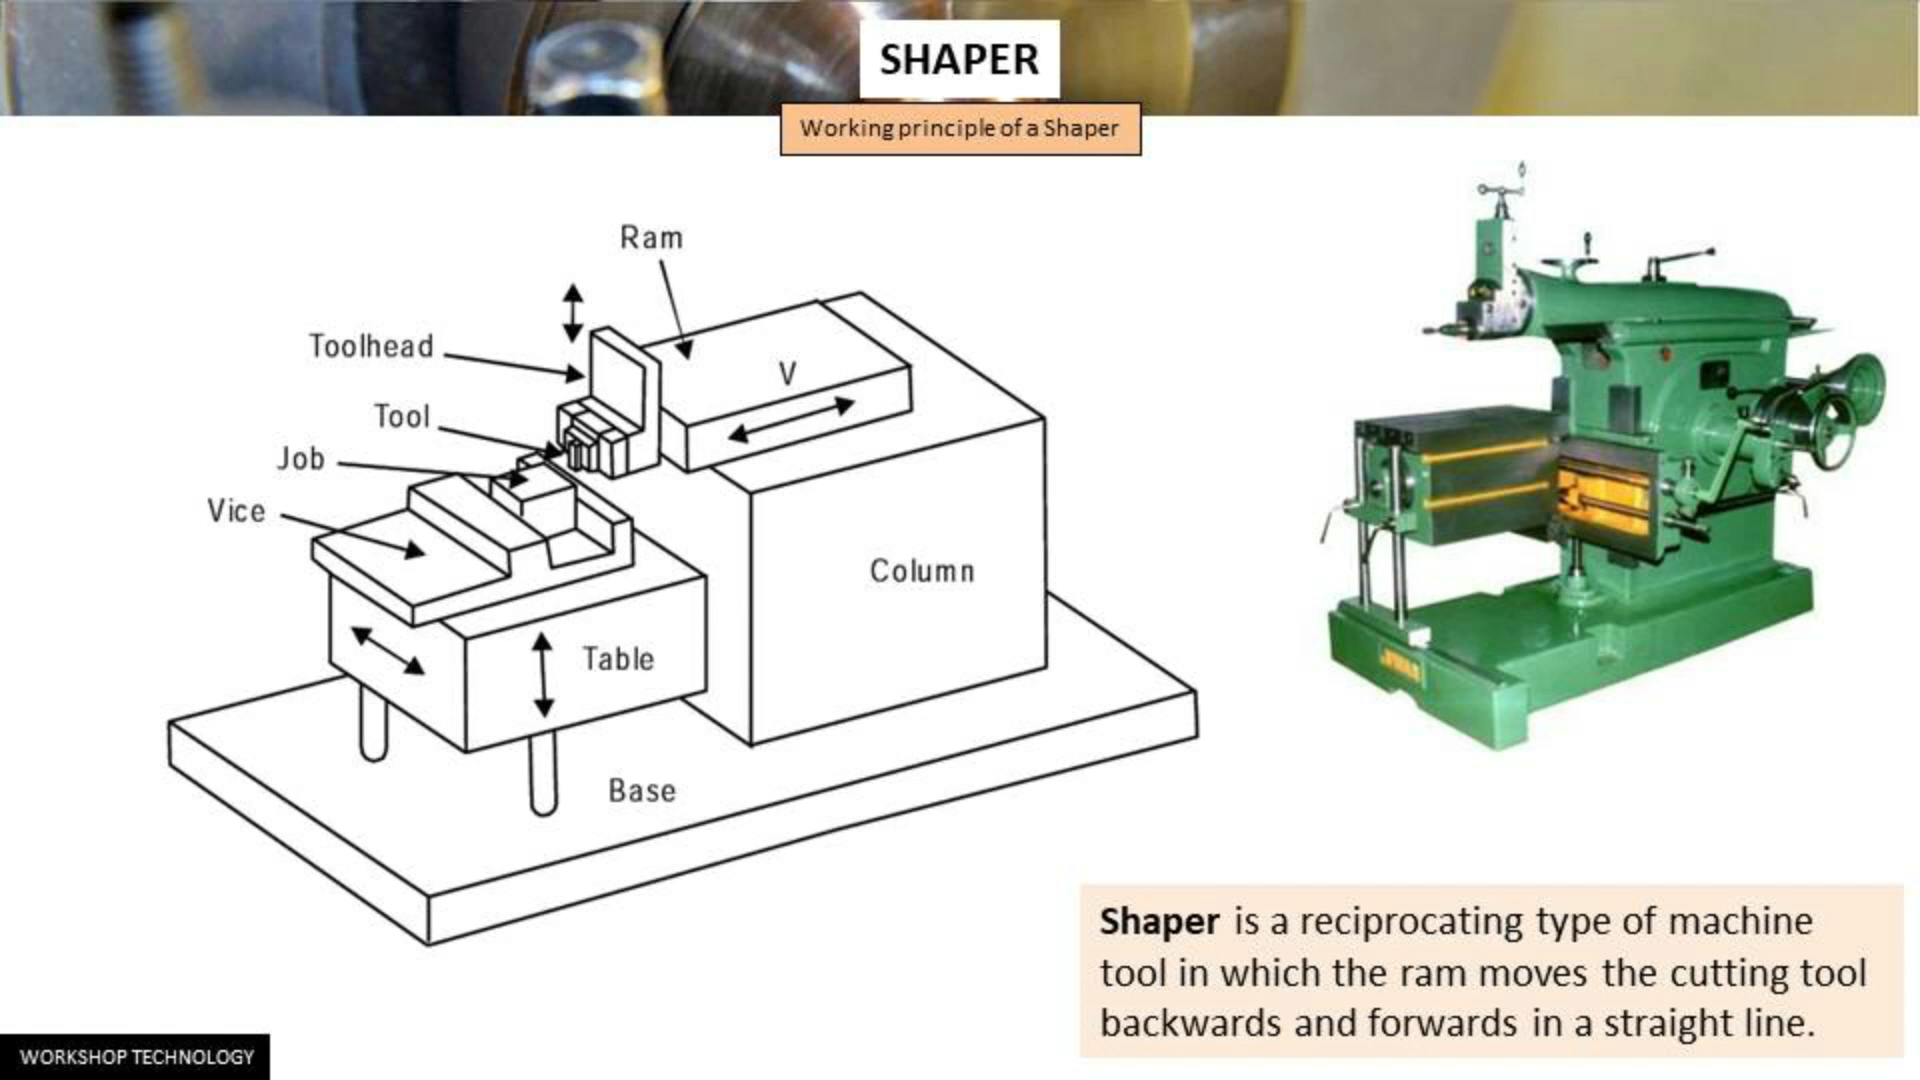 SHAPER
Working principle of a Shaper
Ram
Toolhead
V
Tool
Job
Vice
Column
Table
Base
Shaper is a reciprocating type of machine
tool in which the ram moves the cutting tool
backwards and forwards in a straight line.
WORKSHOP TECHNOLOGY